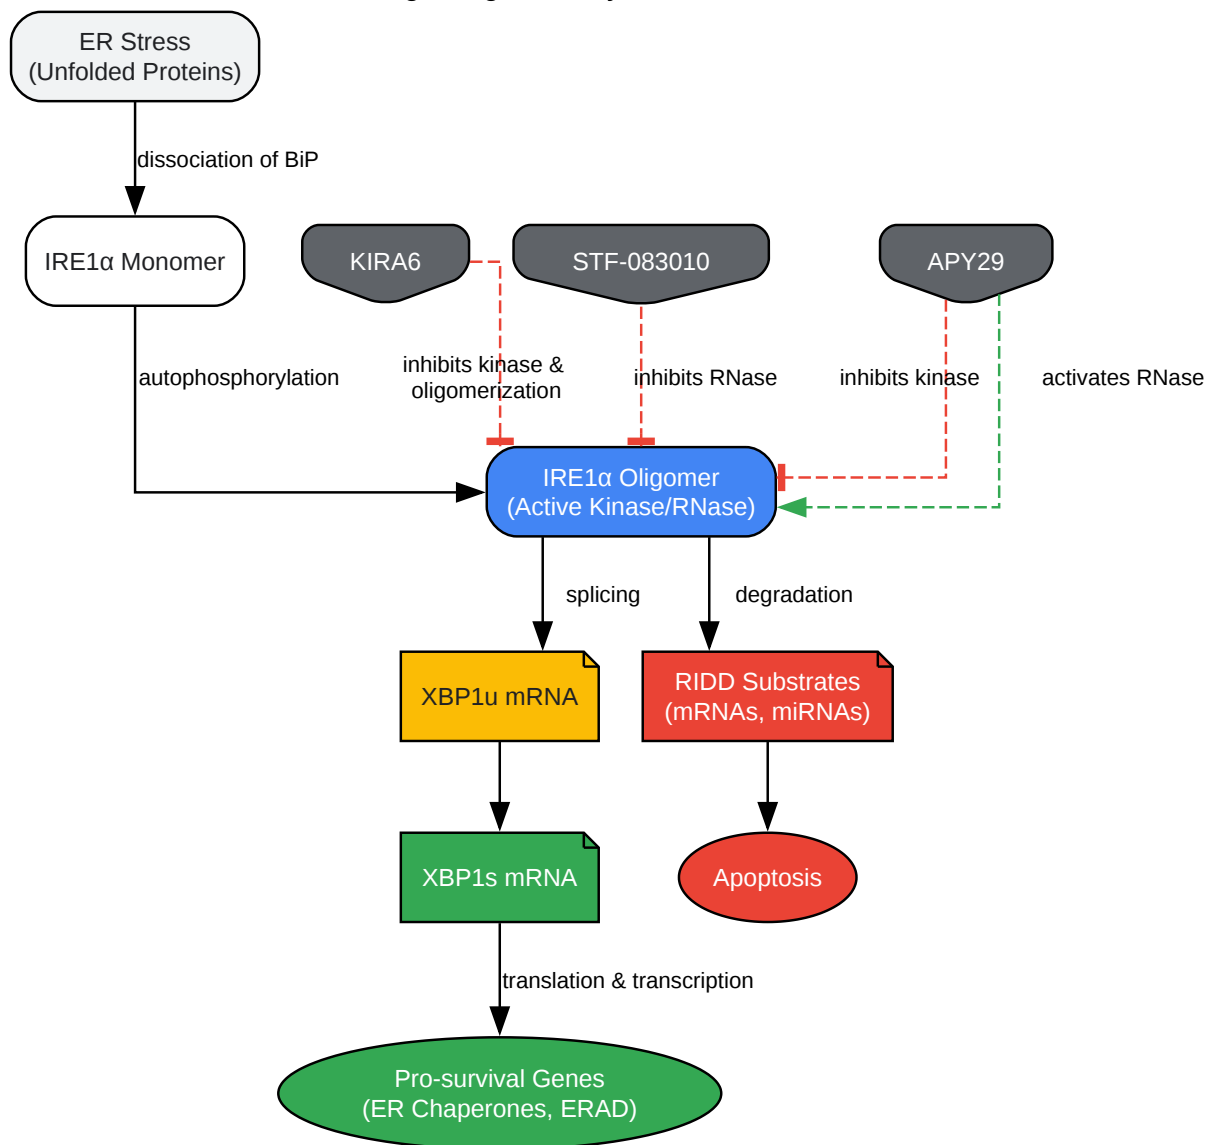 ER Stress
(Unfolded Proteins)
dissociation of BiP
IRE1α Monomer
KIRA6
STF-083010
APY29
autophosphorylation
inhibits kinase &
oligomerization
inhibits RNase
inhibits kinase
activates RNase
IRE1α Oligomer
(Active Kinase/RNase)
splicing
degradation
XBP1u mRNA
RIDD Substrates
(mRNAs, miRNAs)
XBP1s mRNA
Apoptosis
translation & transcription
Pro-survival Genes
(ER Chaperones, ERAD)